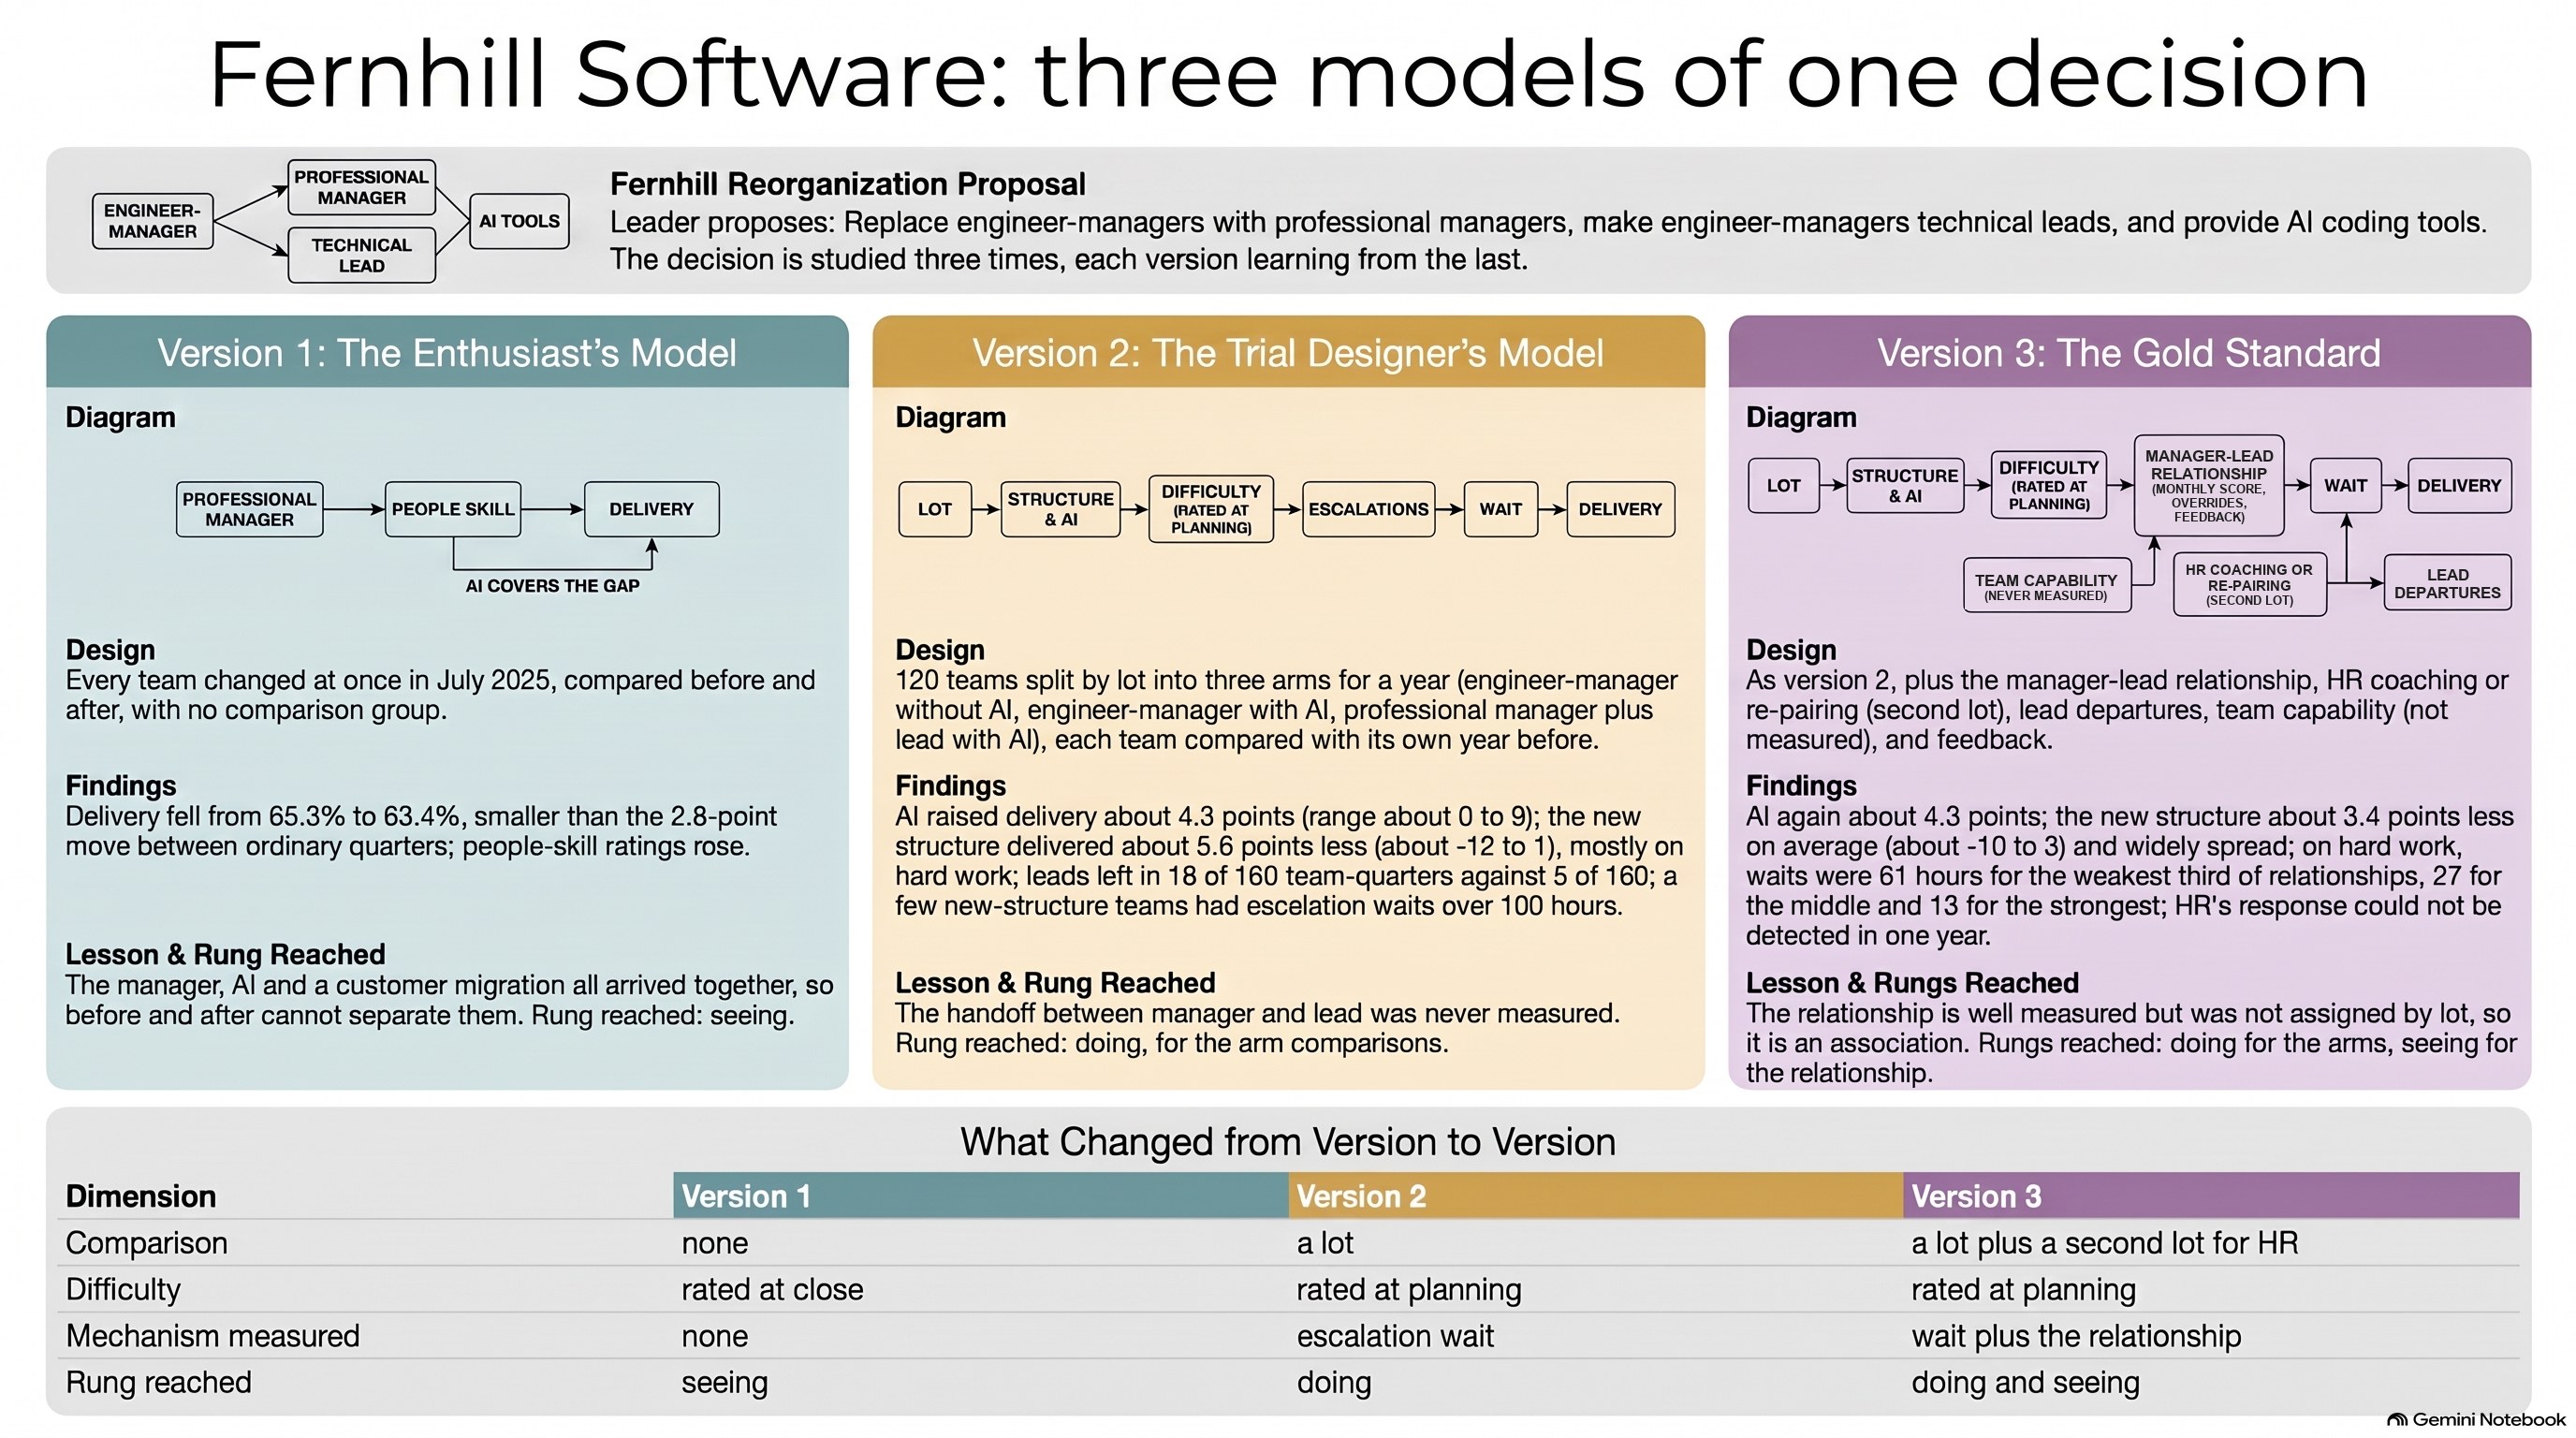 Fernhill Software: three models of one decision
ENGINEER-
MANAGER
PROFESSIONAL
MANAGER
TECHNICAL
LEAD
AI TOOLS
Fernhill Reorganization Proposal
Leader proposes: Replace engineer-managers with professional managers, make engineer-managers technical leads, and provide AI coding tools.
The decision is studied three times, each version learning from the last.
Version 1: The Enthusiast's Model
Diagram
PROFESSIONAL
MANAGER
PEOPLE SKILL
DELIVERY
AI COVERS THE GAP
Design
Every team changed at once in July 2025, compared before and
after, with no comparison group.
Findings
Delivery fell from 65.3% to 63.4%, smaller than the 2.8-point
move between ordinary quarters; people-skill ratings rose.
Lesson & Rung Reached
The manager, AI and a customer migration all arrived together, so
before and after cannot separate them. Rung reached: seeing.
Version 2: The Trial Designer's Model
Diagram
LOT
STRUCTURE
& AI
DIFFICULTY
(RATED AT
PLANNING)
ESCALATIONS
WAIT
DELIVERY
Design
120 teams split by lot into three arms for a year (engineer-manager
without AI, engineer-manager with AI, professional manager plus
lead with AI), each team compared with its own year before.
Findings
AI raised delivery about 4.3 points (range about 0 to 9); the new
structure delivered about 5.6 points less (about -12 to 1), mostly on
hard work; leads left in 18 of 160 team-quarters against 5 of 160; a
few new-structure teams had escelation waits over 100 hours.
Lesson & Rung Reached
The handoff between manager and lead was never measured.
Rung reached: doing, for the arm comparisons.
Version 3: The Gold Standard
Diagram
LOT
STRUCTURE
& AI
DIFFICULTY
(RATED AT
PLANNING)
MANAGER-LEAD
RELATIONSHIP
(MONTHLY SCORE,
OVERRIDES,
FEEDBACK)
WAIT
DELIVERY
TEAM CAPABILITY
(NEVER MEASURED)
HR COACHING OR
RE-PAIRING
(SECOND LOT)
LEAD
DEPARTURES
Design
As version 2, plus the manager-lead relationship, HR coaching or
re-pairing (second lot), lead departures, team capability (not
measured), and feedback.
Findings
AI again about 4.3 points; the new structure about 3.4 points less
on average (about -10 to 3) and widely spread; on hard work,
waits were 61 hours for the weakest third of relationships, 27 for
the middle and 13 for the strongest; HR's response could not be
detected in one year.
Lesson & Rungs Reached
The relationship is well measured but was not assigned by lot, so
it is an association. Rungs reached: doing for the arms, seeing for
the relationship.
What Changed from Version to Version
Dimension Version 1 Version 2 Version 3
Comparison none a lot a lot plus a second lot for HR
Difficulty rated at close rated at planning rated at planning
Mechanism measured none escalation wait wait plus the relationship
Rung reached seeing doing doing and seeing
Gemini Notebook